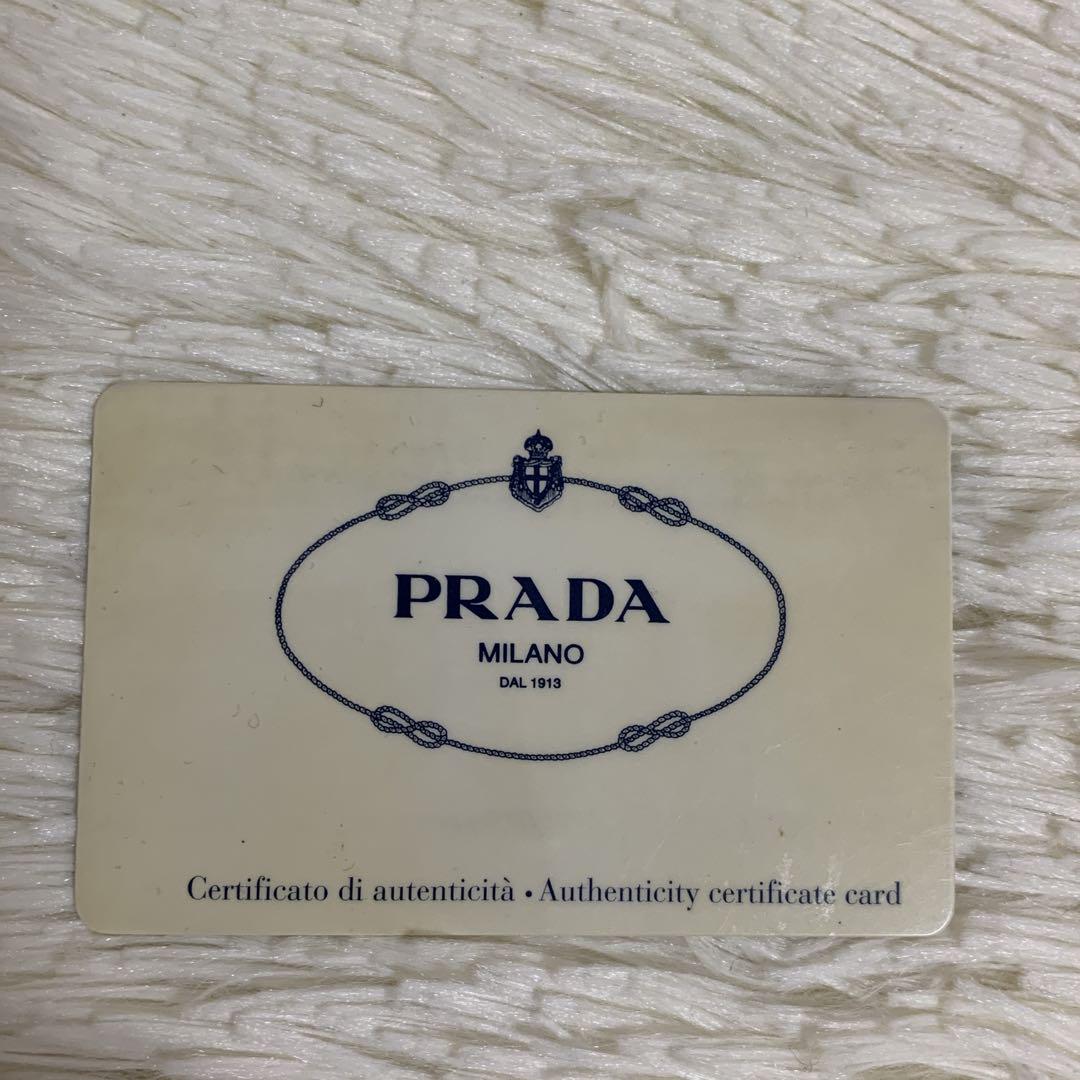 PRADA
MILANO
DAL 1913
Certificato di autenticità • Authenticity certificate card